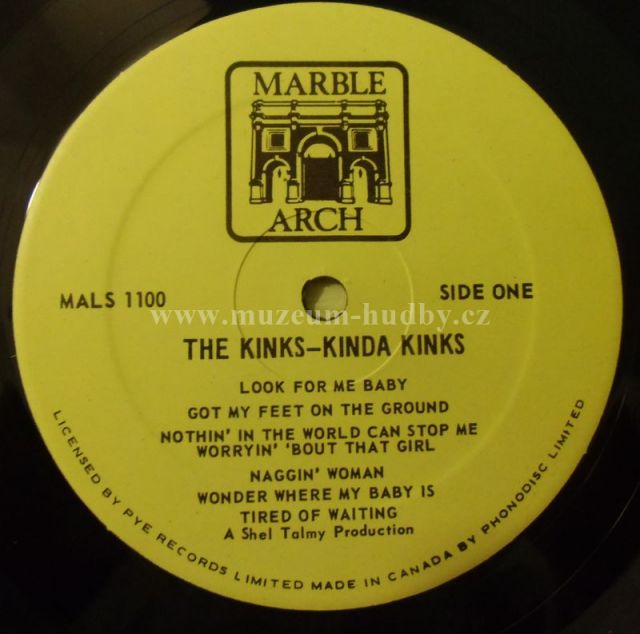 MARBLE
ARCH
MALS 1100
SIDE ONE
www.muzeum-hudby.cz
THE KINKS–KINDA KINKS
LOOK FOR ME BABY
GOT MY FEET ON THE GROUND
NOTHIN' IN THE WORLD CAN STOP ME
WORRYIN' 'BOUT THAT GIRL
NAGGIN' WOMAN
WONDER WHERE MY BABY IS
TIRED OF WAITING
A Shel Talmy Production
LICENSED BY PYE RECORDS LIMITED MADE IN CANADA BY PHONODISC LIMITED